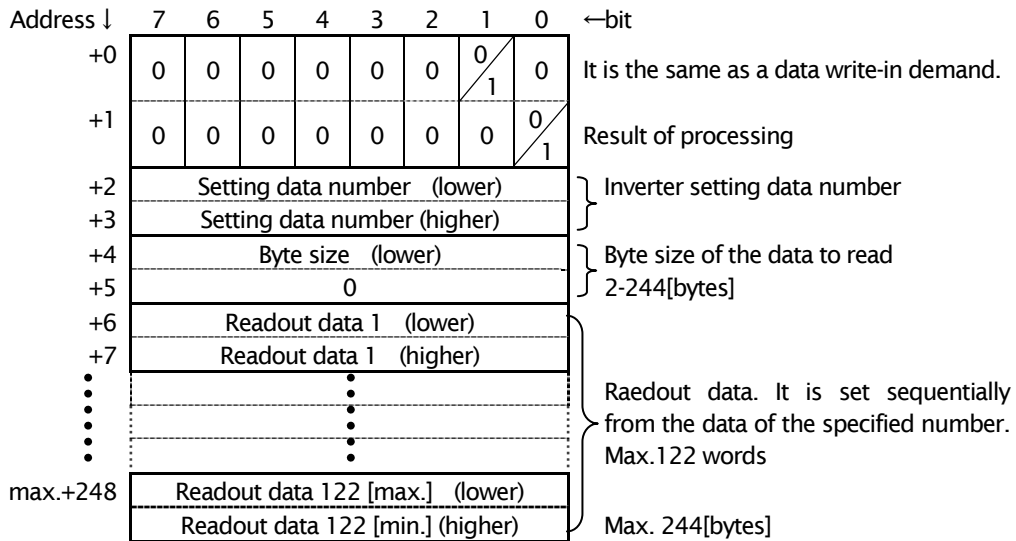 Address ↓ 7 6 5 4 3 2 1 0 ←bit
+0 0 0 0 0 0 0 0/1 0 It is the same as a data write-in demand.
+1 0 0 0 0 0 0 0 0/1 Result of processing
+2 Setting data number (lower) Inverter setting data number
+3 Setting data number (higher)
+4 Byte size (lower) Byte size of the data to read
+5 0 2-244[bytes]
+6 Readout data 1 (lower)
+7 Readout data 1 (higher)
Raedout data. It is set sequentially
from the data of the specified number.
Max.122 words
max.+248 Readout data 122 [max.] (lower)
Readout data 122 [min.] (higher) Max. 244[bytes]